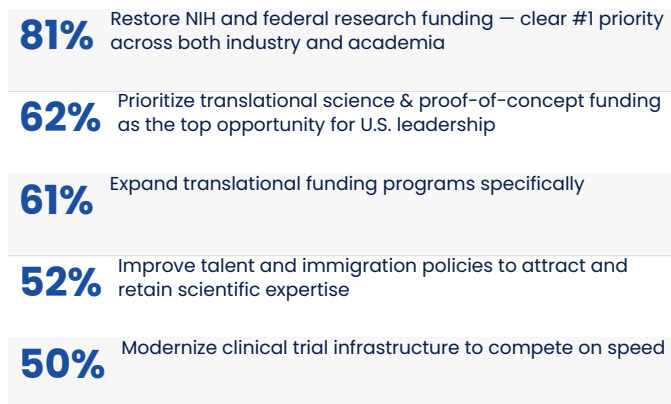 81%
Restore NIH and federal research funding — clear #1 priority
across both industry and academia
62%
Prioritize translational science & proof-of-concept funding
as the top opportunity for U.S. leadership
61%
Expand translational funding programs specifically
52%
Improve talent and immigration policies to attract and
retain scientific expertise
50%
Modernize clinical trial infrastructure to compete on speed